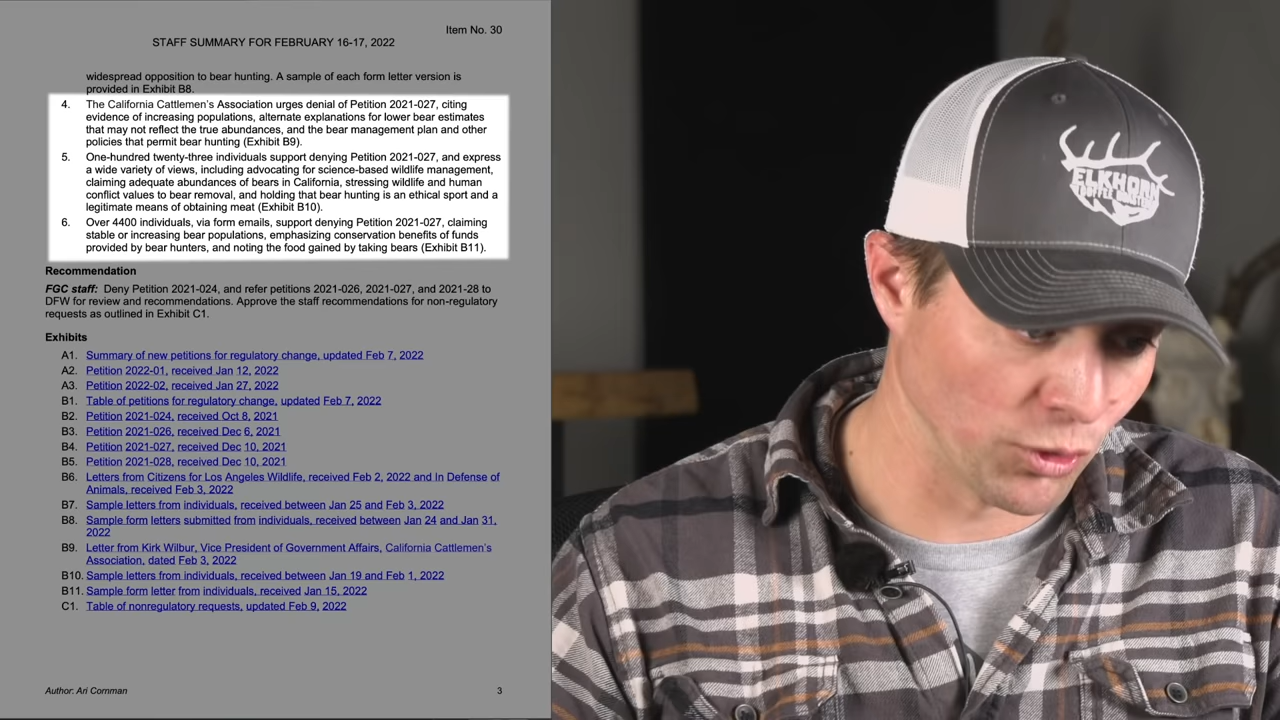 Item No. 30
STAFF SUMMARY FOR FEBRUARY 16-17, 2022
widespread opposition to bear hunting. A sample of each form letter version is
provided in Exhibit B8.
4. The California Cattlemen's Association urges denial of Petition 2021-027, citing
evidence of increasing populations, alternate explanations for lower bear estimates
that may not reflect the true abundances, and the bear management plan and other
policies that permit bear hunting (Exhibit B9).
5. One-hundred twenty-three individuals support denying Petition 2021-027, and express
a wide variety of views, including advocating for science-based wildlife management,
claiming adequate abundances of bears in California, stressing wildlife and human
conflict values to bear removal, and holding that bear hunting is an ethical sport and a
legitimate means of obtaining meat (Exhibit B10).
6. Over 4400 individuals, via form emails, support denying Petition 2021-027, claiming
stable or increasing bear populations, emphasizing conservation benefits of funds
provided by bear hunters, and noting the food gained by taking bears (Exhibit B11).
Recommendation
FGC staff: Deny Petition 2021-024, and refer petitions 2021-026, 2021-027, and 2021-28 to
DFW for review and recommendations. Approve the staff recommendations for non-regulatory
requests as outlined in Exhibit C1.
Exhibits
A1. Summary of new petitions for regulatory change, updated Feb 7, 2022
A2. Petition 2022-01, received Jan 12, 2022
A3. Petition 2022-02, received Jan 27, 2022
B1. Table of petitions for regulatory change, updated Feb 7, 2022
B2. Petition 2021-024, received Oct 8, 2021
B3. Petition 2021-026, received Dec 6, 2021
B4. Petition 2021-027, received Dec 10, 2021
B5. Petition 2021-028, received Dec 10, 2021
B6. Letters from Citizens for Los Angeles Wildlife, received Feb 2, 2022 and In Defense of
Animals, received Feb 3, 2022
B7. Sample letters from individuals, received between Jan 25 and Feb 3, 2022
B8. Sample form letters submitted from individuals, received between Jan 24 and Jan 31,
2022
B9. Letter from Kirk Wilbur, Vice President of Government Affairs, California Cattlemen's
Association, dated Feb 3, 2022
B10. Sample letters from individuals, received between Jan 19 and Feb 1, 2022
B11. Sample form letter from individuals, received Jan 15, 2022
C1. Table of nonregulatory requests, updated Feb 9, 2022
Author: Ari Cornman
3
ELKHORN